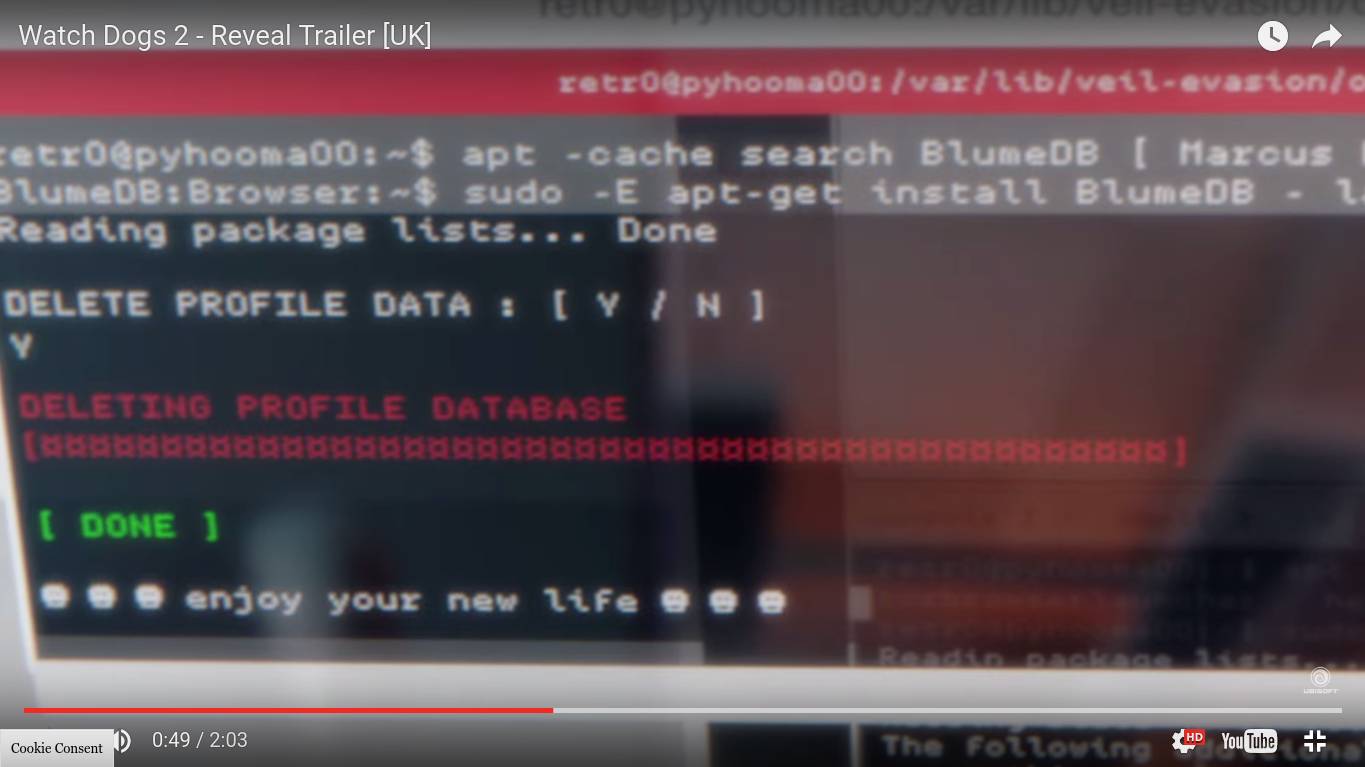 Watch Dogs 2 - Reveal Trailer [UK]
retr0@pyhooma00:/var/lib/veil-evasion/
retr0@pyhooma00:~$ apt -cache search BlumeDB [ Marcus
BlumeDB:Browser:~$ sudo -E apt-get install BlumeDB -
Reading package lists... Done
DELETE PROFILE DATA : [ Y / N ]
Y
DELETING PROFILE DATABASE
[¤¤¤¤¤¤¤¤¤¤¤¤¤¤¤¤¤¤¤¤¤¤¤¤¤¤¤¤¤¤¤¤¤¤¤¤¤¤¤¤¤¤¤¤¤¤¤]
[ DONE ]
enjoy your new life
Readin package lists...
UBISOFT
0:49 / 2:03
HD
YouTube
Cookie Consent
The Following